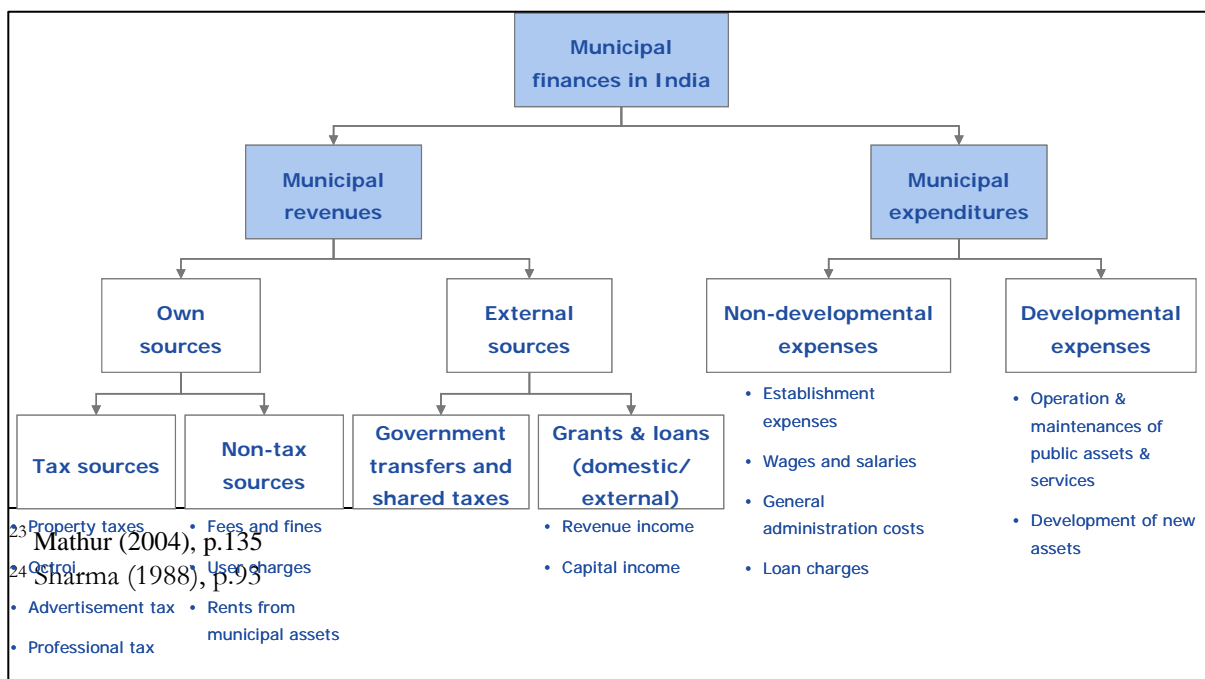 Municipal
finances in India
Municipal
revenues
Municipal
expenditures
Own
sources
External
sources
Non-developmental
expenses
Developmental
expenses
Tax sources
Non-tax
sources
Government
transfers and
shared taxes
Grants & loans
(domestic/
external)
• Property taxes
• Octroi
• Advertisement tax
• Professional tax
• Fees and fines
• User charges
• Rents from
municipal assets
• Revenue income
• Capital income
• Establishment
expenses
• Wages and salaries
• General
administration costs
• Loan charges
• Operation &
maintenances of
public assets &
services
• Development of new
assets
23 Mathur (2004), p.135
24 Sharma (1988), p.93